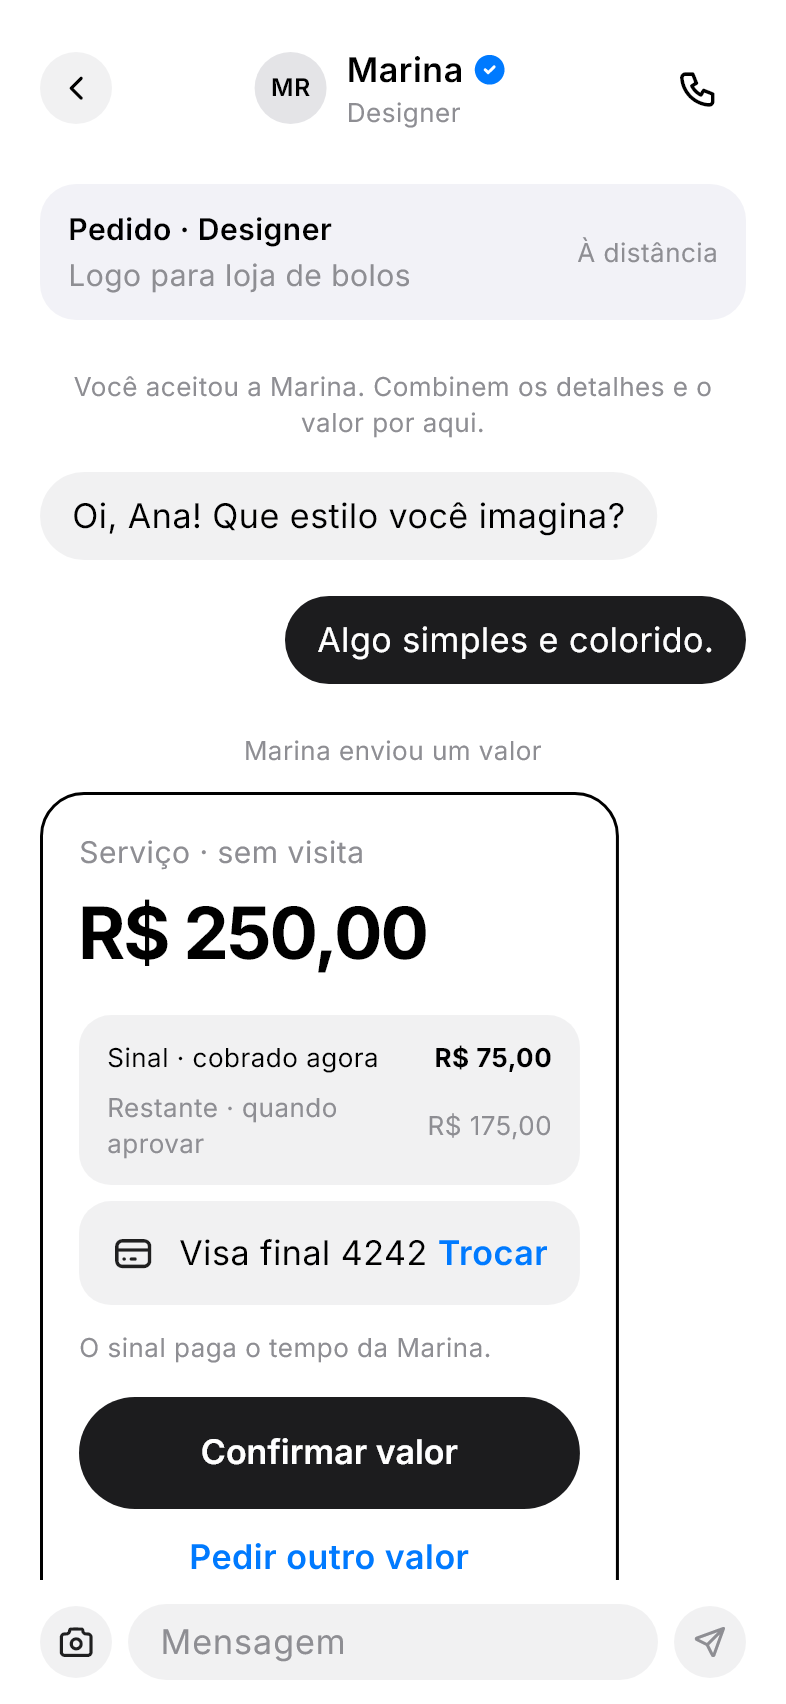 MR
Marina
Designer
Pedido · Designer
Logo para loja de bolos
À distância
Você aceitou a Marina. Combinem os detalhes e o
valor por aqui.
Oi, Ana! Que estilo você imagina?
Algo simples e colorido.
Marina enviou um valor
Serviço · sem visita
R$ 250,00
Sinal · cobrado agora R$ 75,00
Restante · quando
aprovar
R$ 175,00
Visa final 4242 Trocar
O sinal paga o tempo da Marina.
Confirmar valor
Pedir outro valor
Mensagem